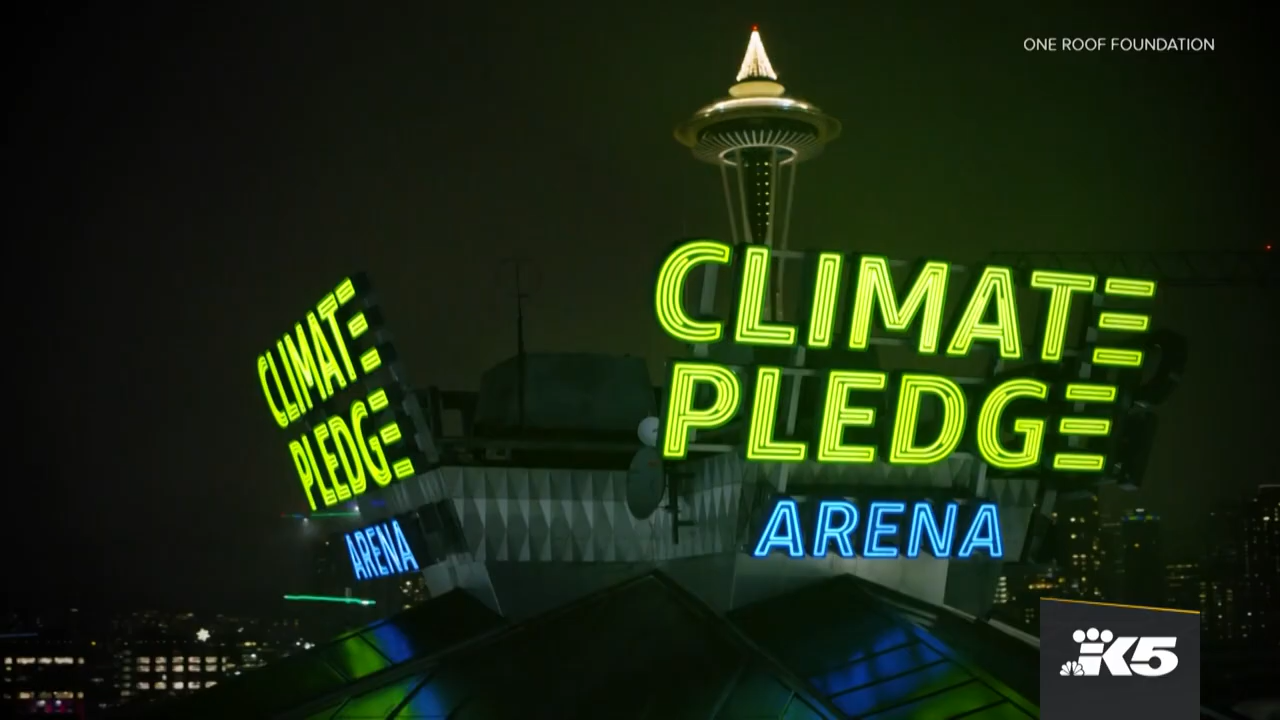 ONE ROOF FOUNDATION
CLIMATE
PLEDGE
ARENA
CLIMATE
PLEDGE
ARENA
K5